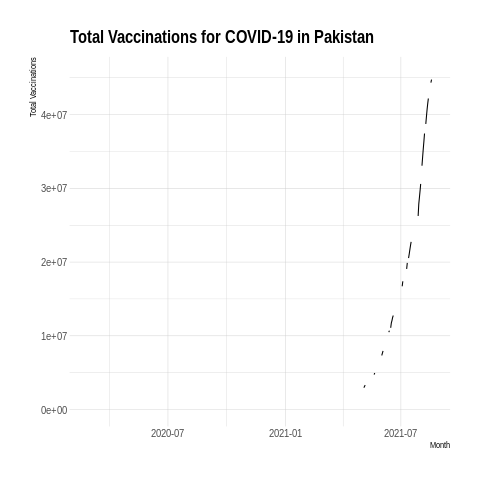 Total Vaccinations for COVID-19 in Pakistan
Total Vaccinations
4e+07
3e+07
2e+07
1e+07
0e+00
2020-07
2021-01
2021-07
Month